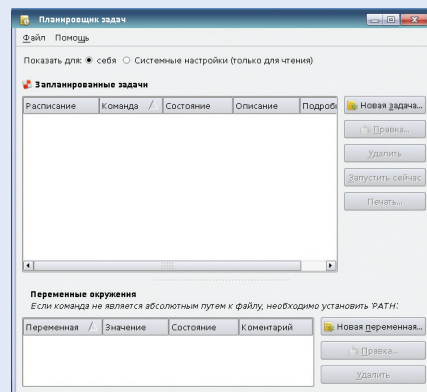 Планировщик задач
Файл Помощь
Показать для: себя Системные настройки (только для чтения)
Запланированные задачи
Расписание Команда Состояние Описание Подроб
Новая задача...
Правка...
Удалить
Запустить сейчас
Печать...
Переменные окружения
Если команда не является абсолютным путем к файлу, необходимо установить 'PATH'.
Переменная Значение Состояние Коментарий
Новая переменная...
Правка...
Удалить